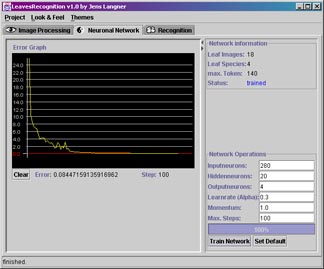 LeavesRecognition v1.0 by Jens Langner
Project Look & Feel Themes
Image Processing Neuronal Network Recognition
Error Graph
24.0
22.0
20.0
18.0
16.0
14.0
12.0
10.0
8.0
6.0
4.0
2.0
0.0
Clear Error: 0.08447159135916962 Step: 100
Network Information
Leaf Images: 18
Leaf Species: 4
max. Token: 140
Status: trained
Network Operations
Inputneurons: 280
Hiddenneurons: 20
Outputneurons: 4
Learnrate (Alpha): 0.3
Momentum: 1.0
Max. Steps: 100
100%
Train Network Set Default
finished.